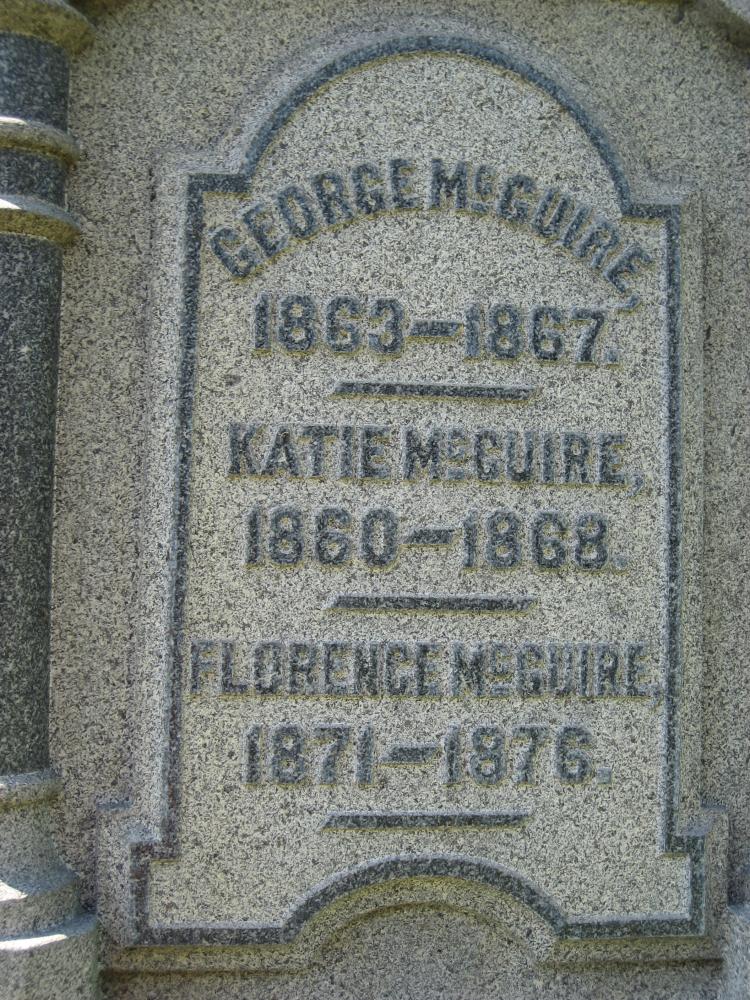 GEORGE McGUIRE,
1863–1867.
KATIE McGUIRE,
1860–1868.
FLORENCE McGUIRE,
1871–1876.